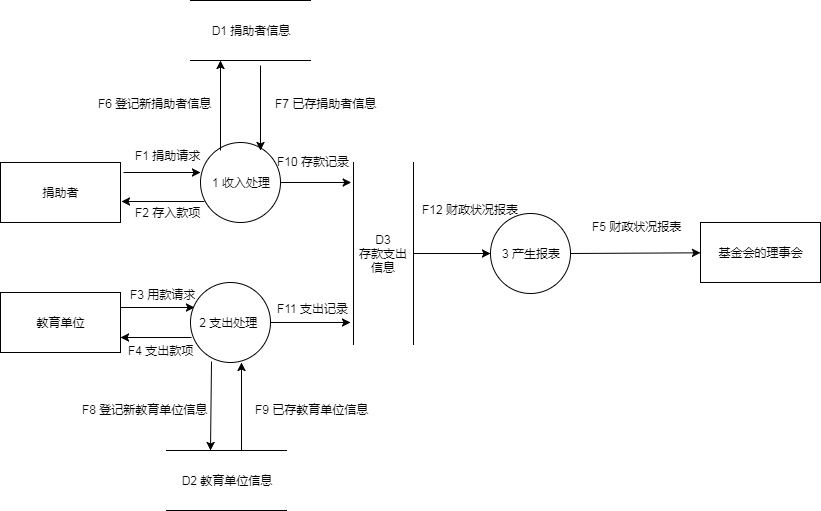 D1 捐助者信息
F6 登记新捐助者信息
F7 已存捐助者信息
F1 捐助请求
F10 存款记录
捐助者
1 收入处理
F2 存入款项
F12 财政状况报表
F5 财政状况报表
D3
存款支出
信息
3 产生报表
基金会的理事会
F3 用款请求
F11 支出记录
教育单位
2 支出处理
F4 支出款项
F8 登记新教育单位信息
F9 已存教育单位信息
D2 教育单位信息